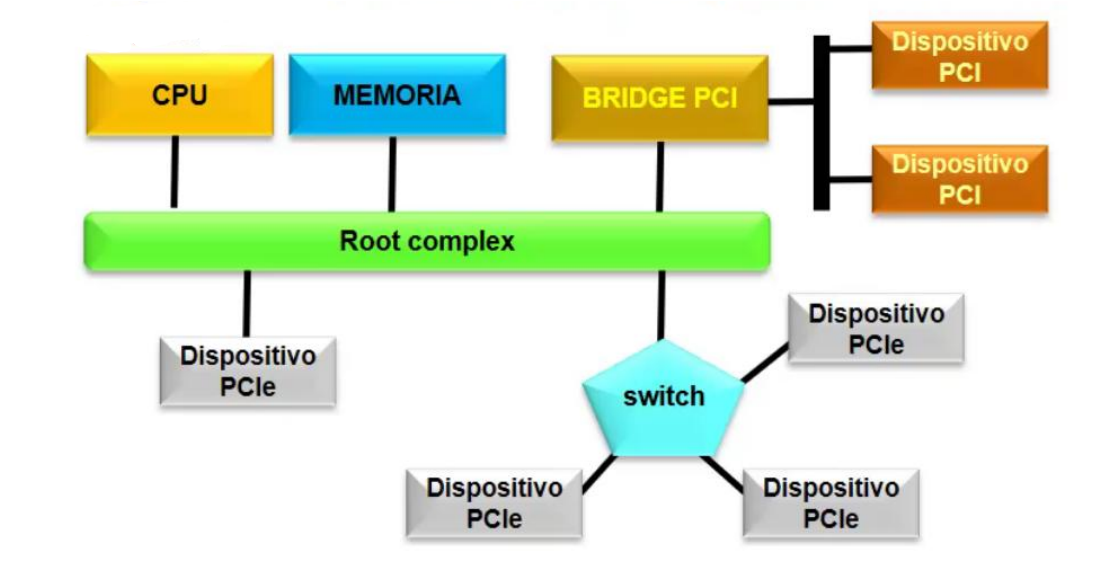 CPU
MEMORIA
BRIDGE PCI
Dispositivo
PCI
Dispositivo
PCI
Root complex
Dispositivo
PCIe
switch
Dispositivo
PCIe
Dispositivo
PCIe
Dispositivo
PCIe